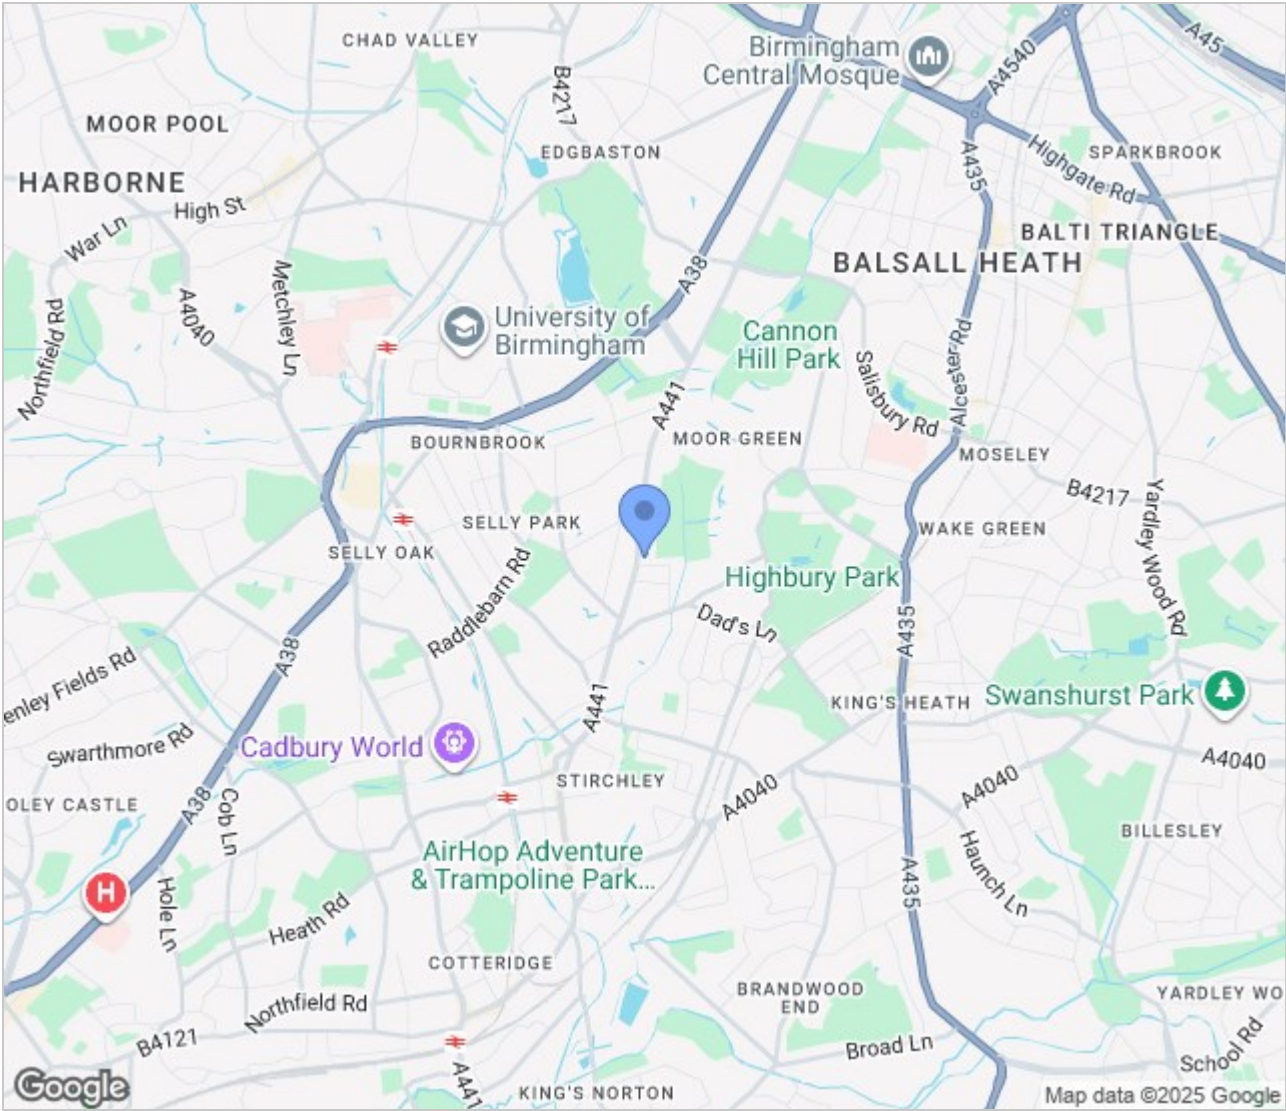 CHAD VALLEY
B4217
Birmingham
Central Mosque
A4540
A45
MOOR POOL
EDGBASTON
A435
Highgate Rd
SPARKBROOK
HARBORNE
High St
War Ln
BALTI TRIANGLE
BALSALL HEATH
A38
Metchley Ln
A4040
Northfield Rd
University of
Birmingham
Cannon
Hill Park
Salisbury Rd
Alcester Rd
A441
BOURNBROOK
MOOR GREEN
MOSELEY
B4217
Yardley Wood Rd
SELLY PARK
WAKE GREEN
SELLY OAK
Raddlebarn Rd
Highbury Park
Dad's Ln
A435
A38
enley Fields Rd
A441
KING'S HEATH
Swanshurst Park
Swarthmore Rd
Cadbury World
A4040
STIRCHLEY
A4040
A4040
OLEY CASTLE
A38
Cob Ln
BILLESLEY
AirHop Adventure
& Trampoline Park...
Haunch Ln
A435
H
Hole Ln
Heath Rd
COTTERIDGE
BRANDWOOD
END
YARDLEY WO
Northfield Rd
B4121
Broad Ln
School Rd
A441
KING'S NORTON
Google
Map data ©2025 Google